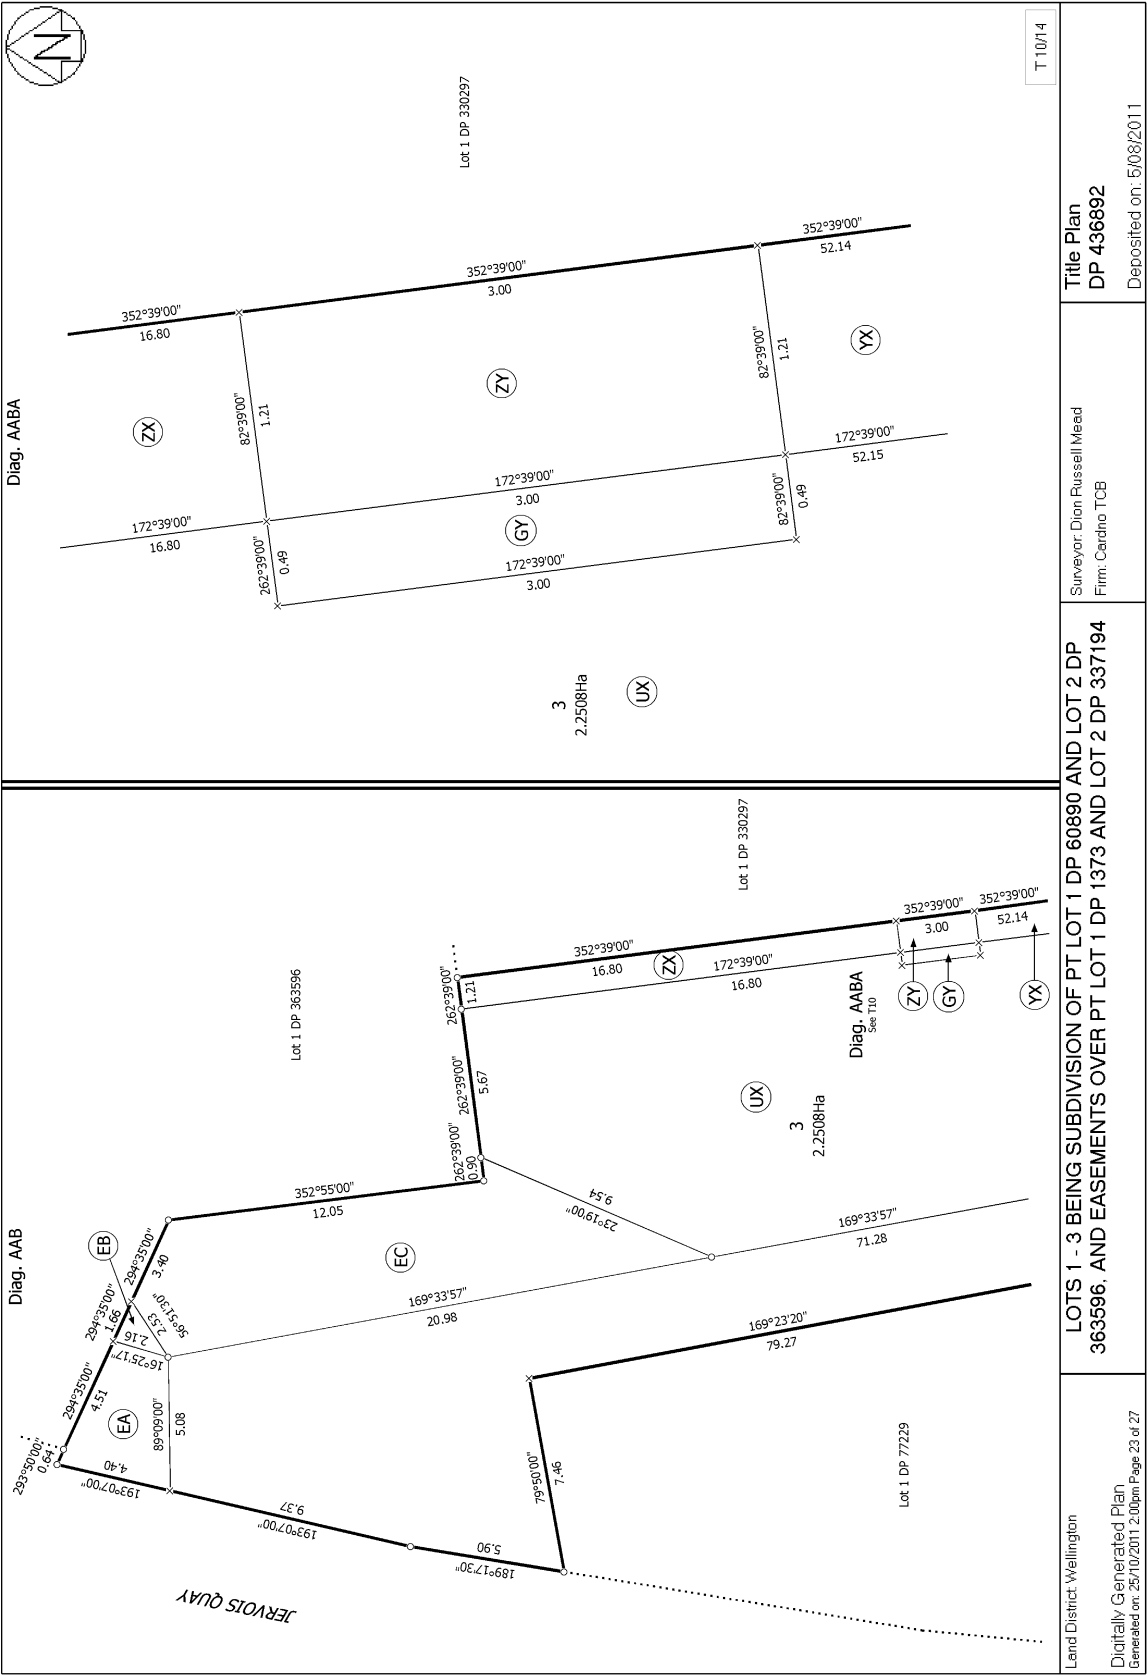 Diag. AAB
JERVOIS QUAY
293°50'00"
0.64
294°35'00"
4.51
294°35'00"
1.66
294°35'00"
3.40
EB
EA
EC
193°07'00"
4.40
193°07'00"
9.37
189°17'30"
5.90
89°09'00"
5.08
16°25'17"
2.16
56°51'30"
2.53
352°55'00"
12.05
169°33'57"
20.98
79°50'00"
7.46
169°23'20"
79.27
169°33'57"
71.28
23°19'00"
9.54
262°39'00"
0.90
262°39'00"
5.67
262°39'00"
1.21
Lot 1 DP 363596
352°39'00"
16.80
ZX
172°39'00"
16.80
Lot 1 DP 330297
352°39'00"
3.00
352°39'00"
52.14
Diag. AABA
See T10
ZY
GY
YX
UX
3
2.2508Ha
Lot 1 DP 77229
Diag. AABA
N
352°39'00"
16.80
ZX
172°39'00"
16.80
82°39'00"
1.21
262°39'00"
0.49
352°39'00"
3.00
ZY
172°39'00"
3.00
GY
172°39'00"
3.00
82°39'00"
1.21
82°39'00"
0.49
352°39'00"
52.14
YX
172°39'00"
52.15
Lot 1 DP 330297
3
2.2508Ha
UX
T 10/14
Land District: Wellington
Digitally Generated Plan
Generated on: 25/10/2011 2:00pm Page 23 of 27
LOTS 1 - 3 BEING SUBDIVISION OF PT LOT 1 DP 60890 AND LOT 2 DP
363596, AND EASEMENTS OVER PT LOT 1 DP 1373 AND LOT 2 DP 337194
Surveyor: Dion Russell Mead
Firm: Cardno TCB
Title Plan
DP 436892
Deposited on: 5/08/2011